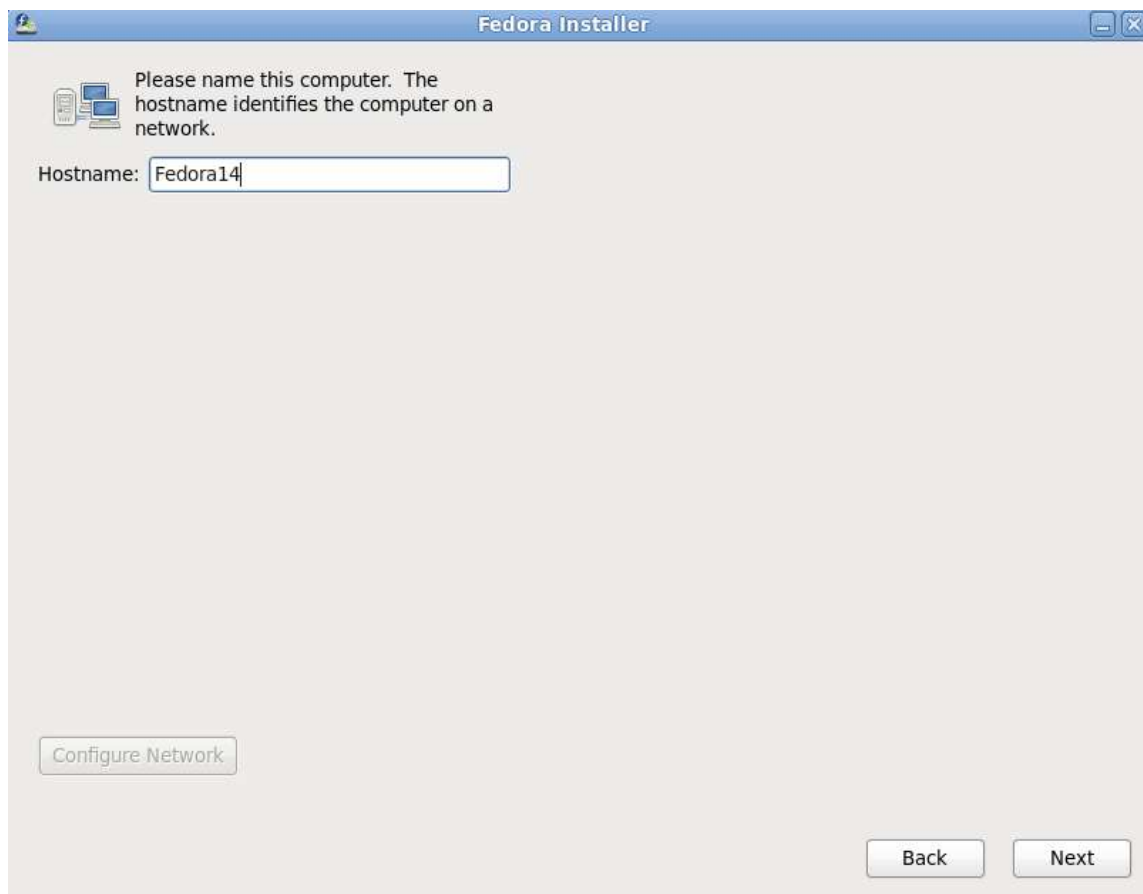 Fedora Installer
Please name this computer.  The
hostname identifies the computer on a
network.
Hostname: Fedora14
Configure Network
Back Next